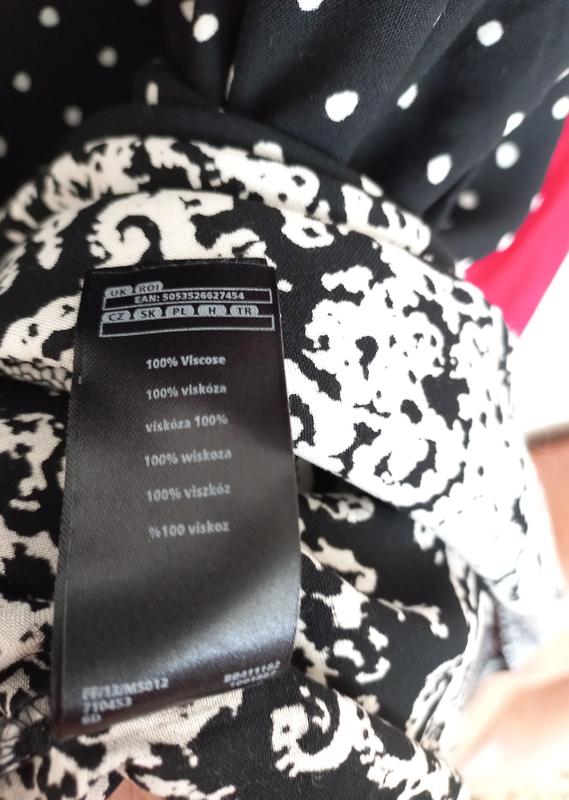 UK ROI
EAN: 5053526627454
CZ SK PL H TR
100% Viscose
100% viskóza
viskóza 100%
100% wiskoza
100% viszkóz
%100 viskoz
FF/13/MS012
710453